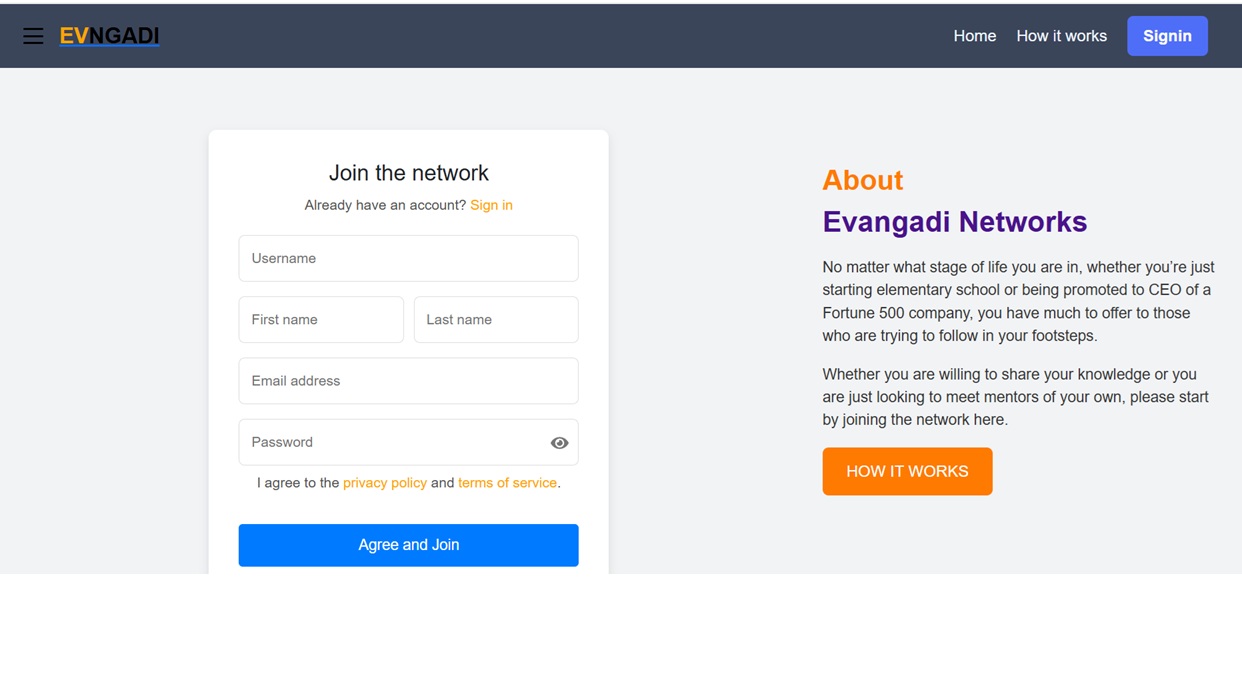 EVNGADI
Home How it works Signin
Join the network
Already have an account? Sign in
Username
First name Last name
Email address
Password
I agree to the privacy policy and terms of service.
Agree and Join
About
Evangadi Networks
No matter what stage of life you are in, whether you’re just
starting elementary school or being promoted to CEO of a
Fortune 500 company, you have much to offer to those
who are trying to follow in your footsteps.
Whether you are willing to share your knowledge or you
are just looking to meet mentors of your own, please start
by joining the network here.
HOW IT WORKS